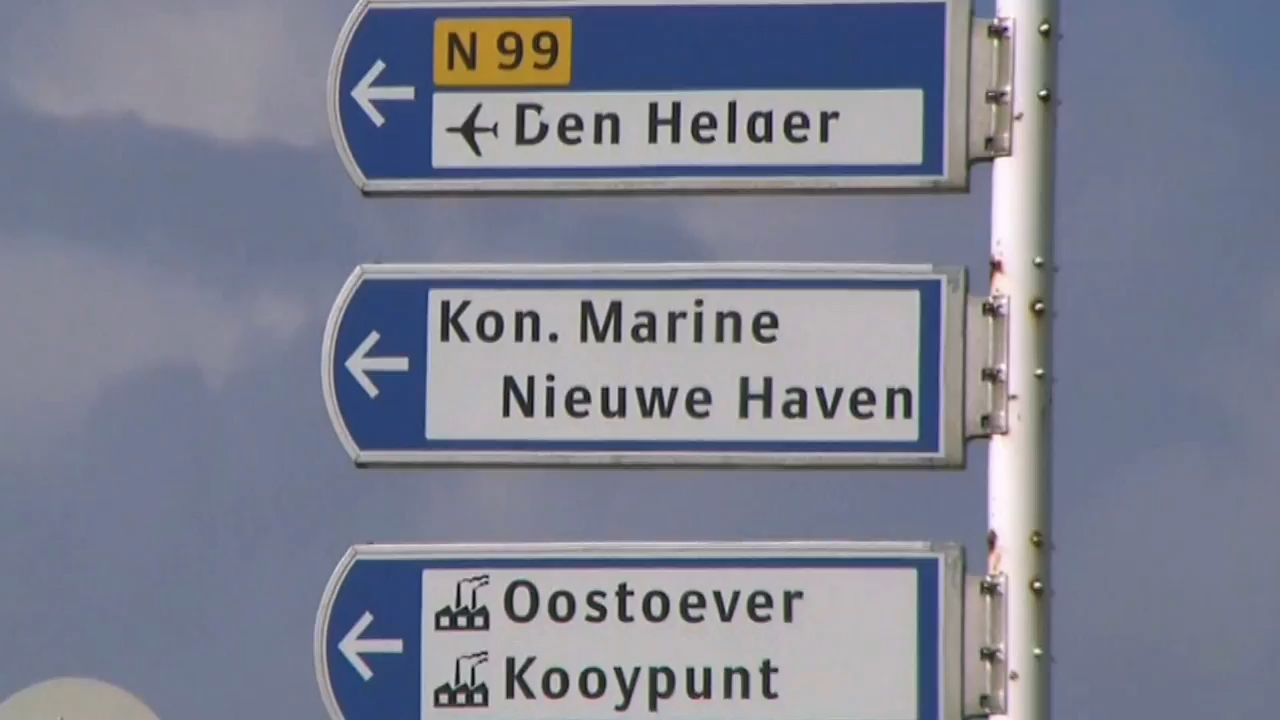 N 99
Den Helder
Kon. Marine
Nieuwe Haven
Oostoever
Kooypunt